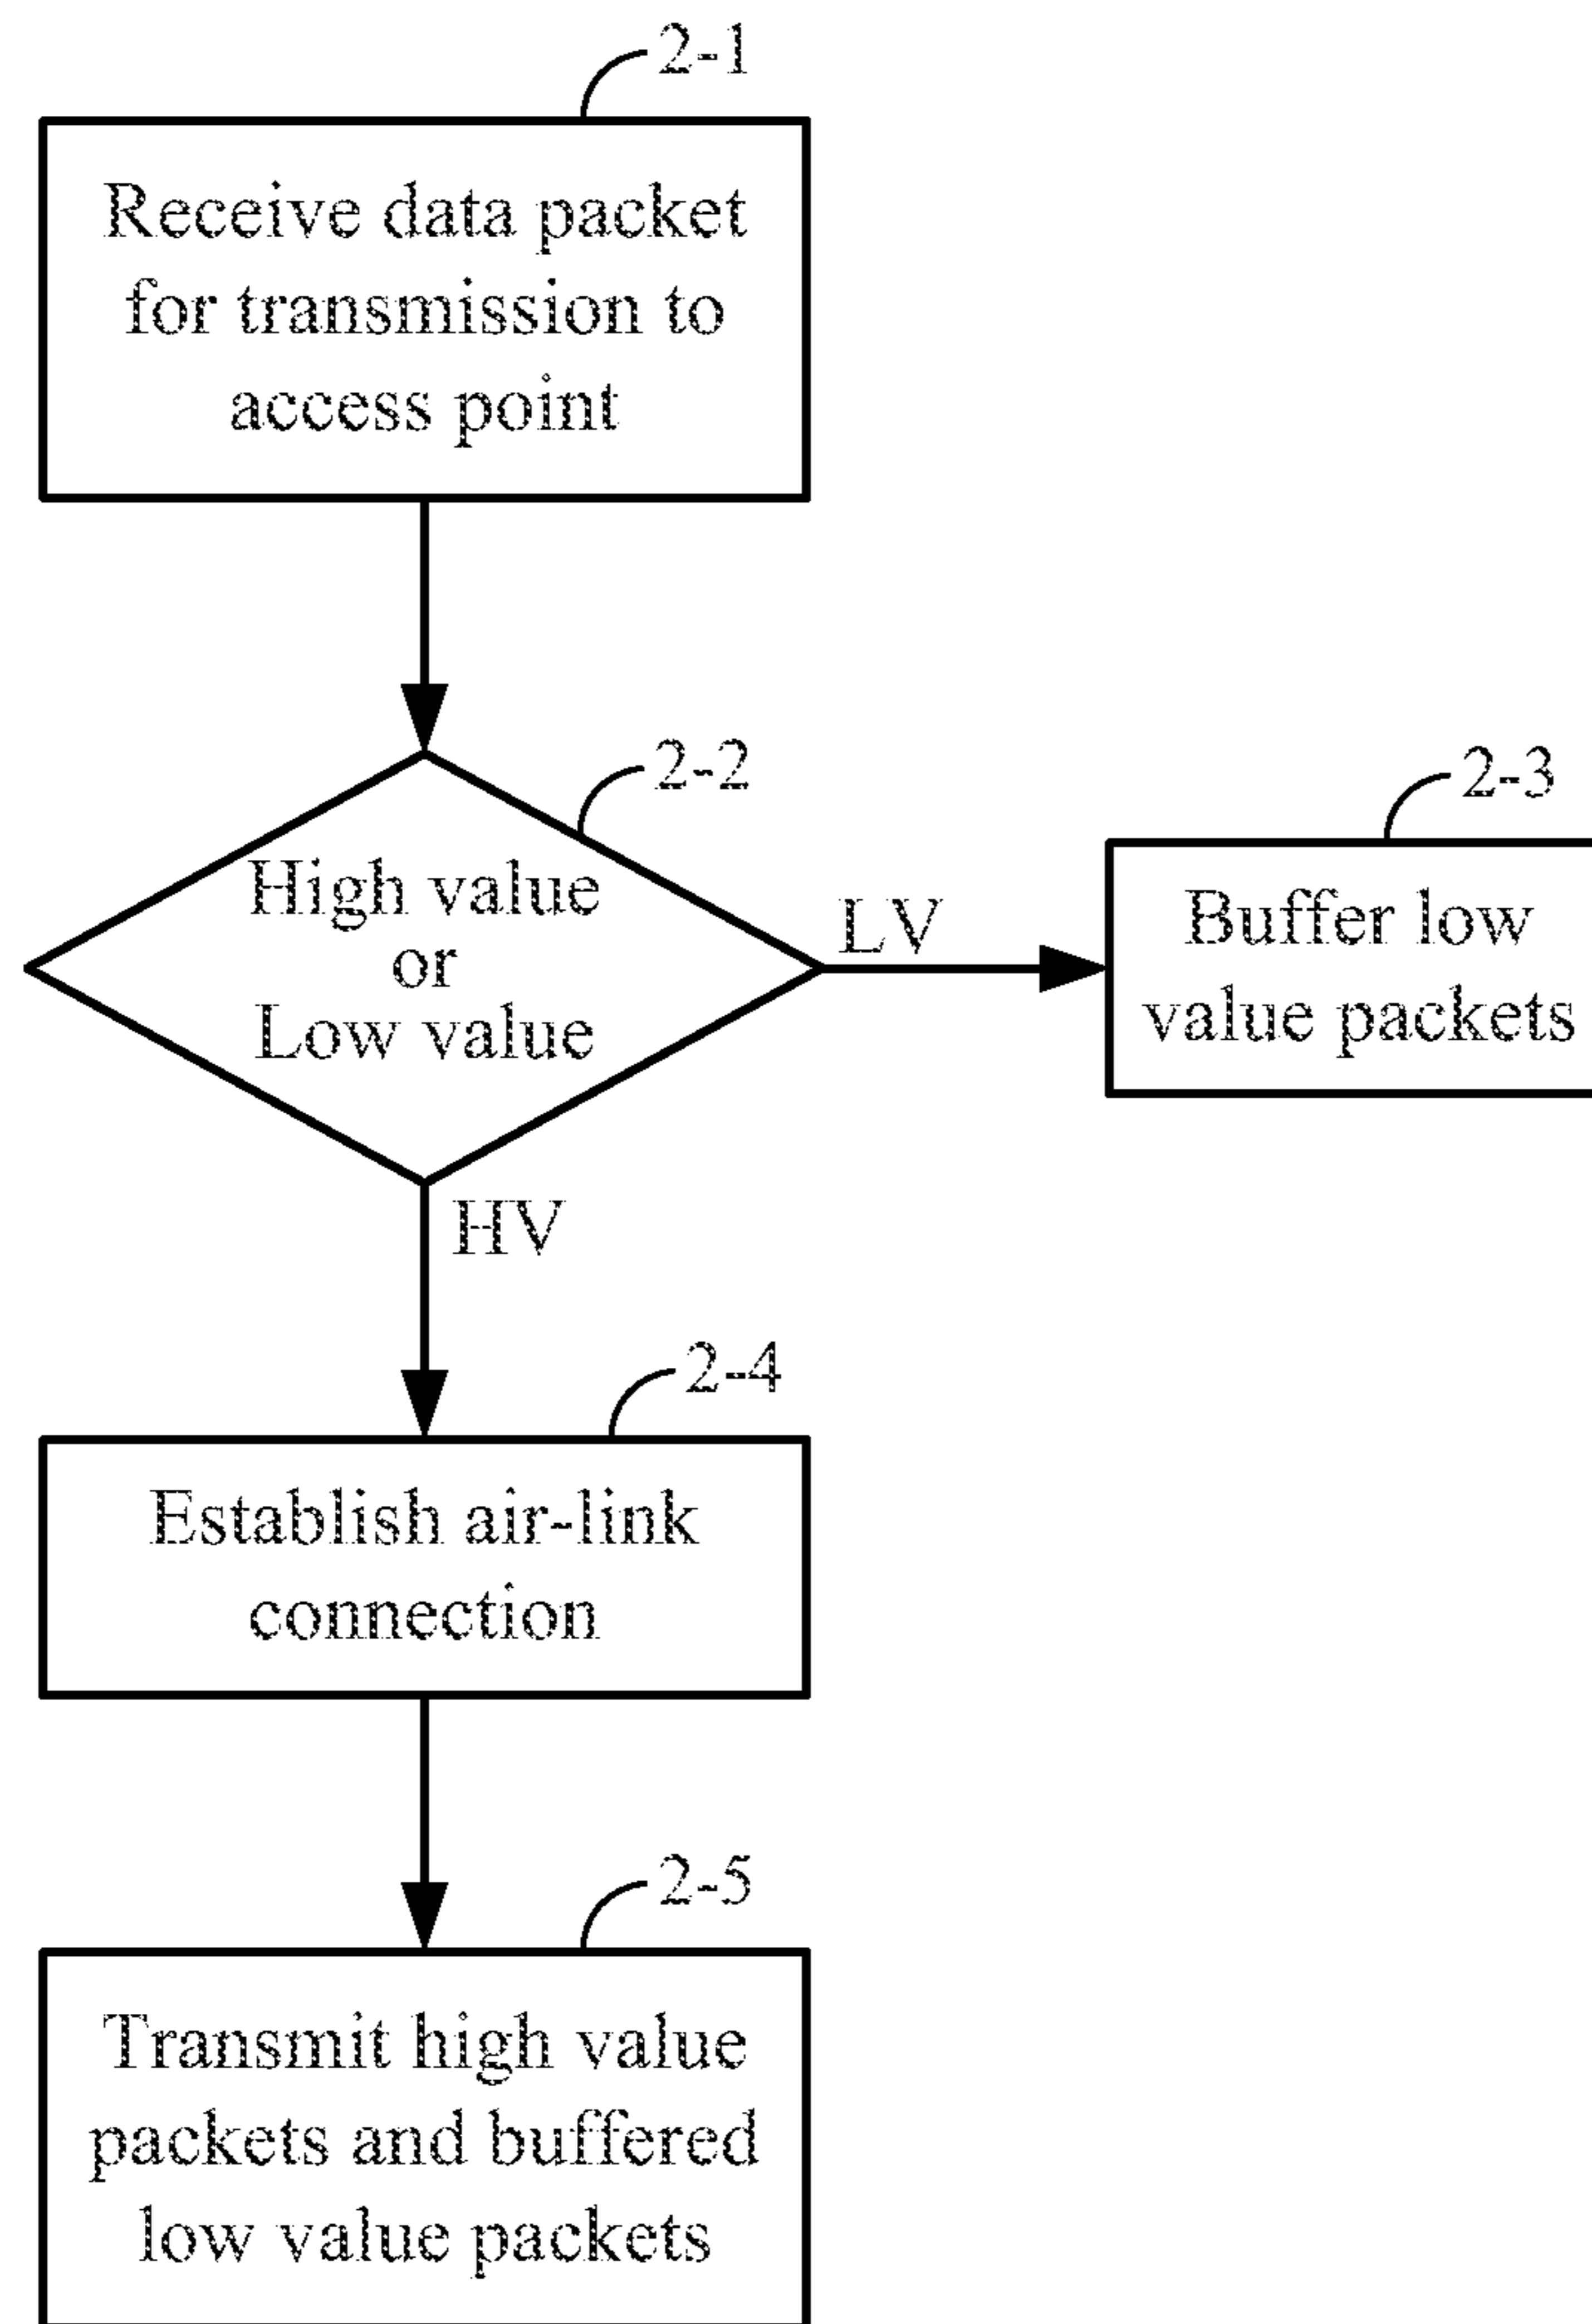 2-1
Receive data packet
for transmission to
access point
2-2
High value
or
Low value
LV
2-3
Buffer low
value packets
HV
2-4
Establish air-link
connection
2-5
Transmit high value
packets and buffered
low value packets